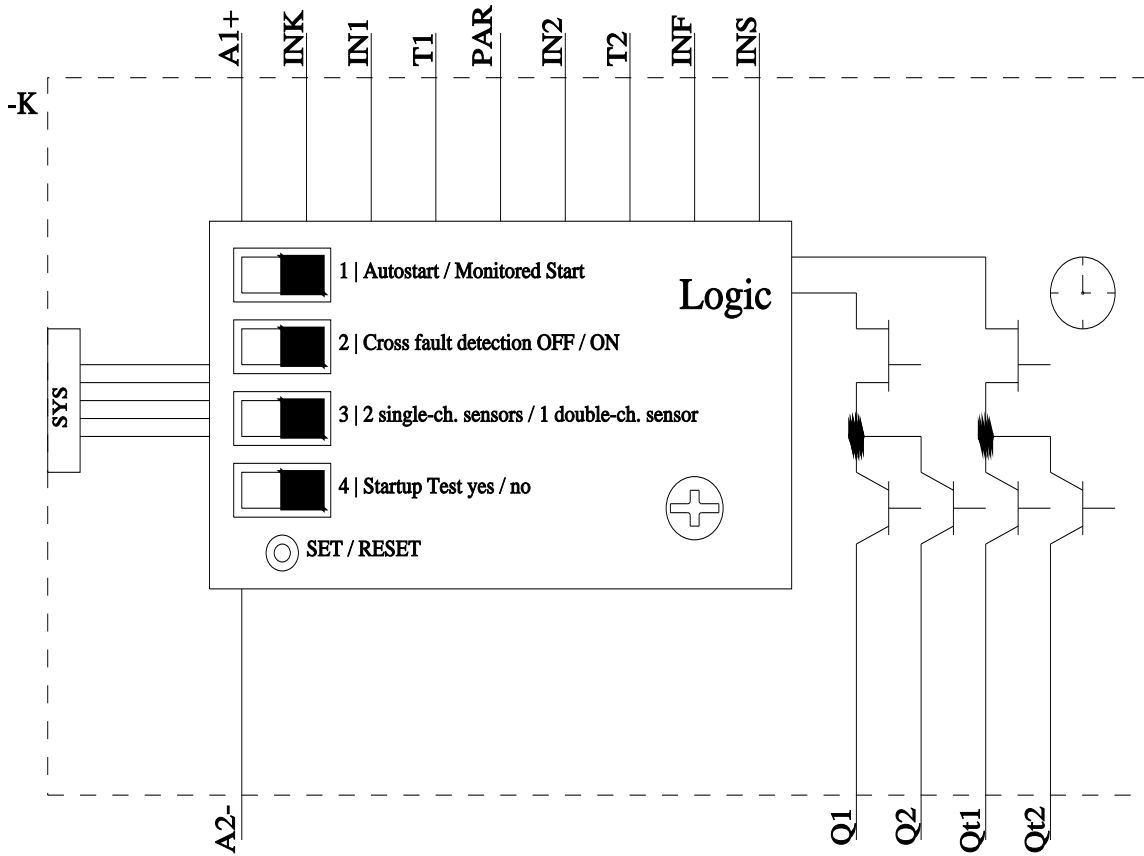 A1+
INK
IN1
T1
PAR
IN2
T2
INF
INS
-K
1 | Autostart / Monitored Start
Logic
2 | Cross fault detection OFF / ON
SYS
3 | 2 single-ch. sensors / 1 double-ch. sensor
4 | Startup Test yes / no
SET / RESET
A2-
Q1
Q2
Qt1
Qt2